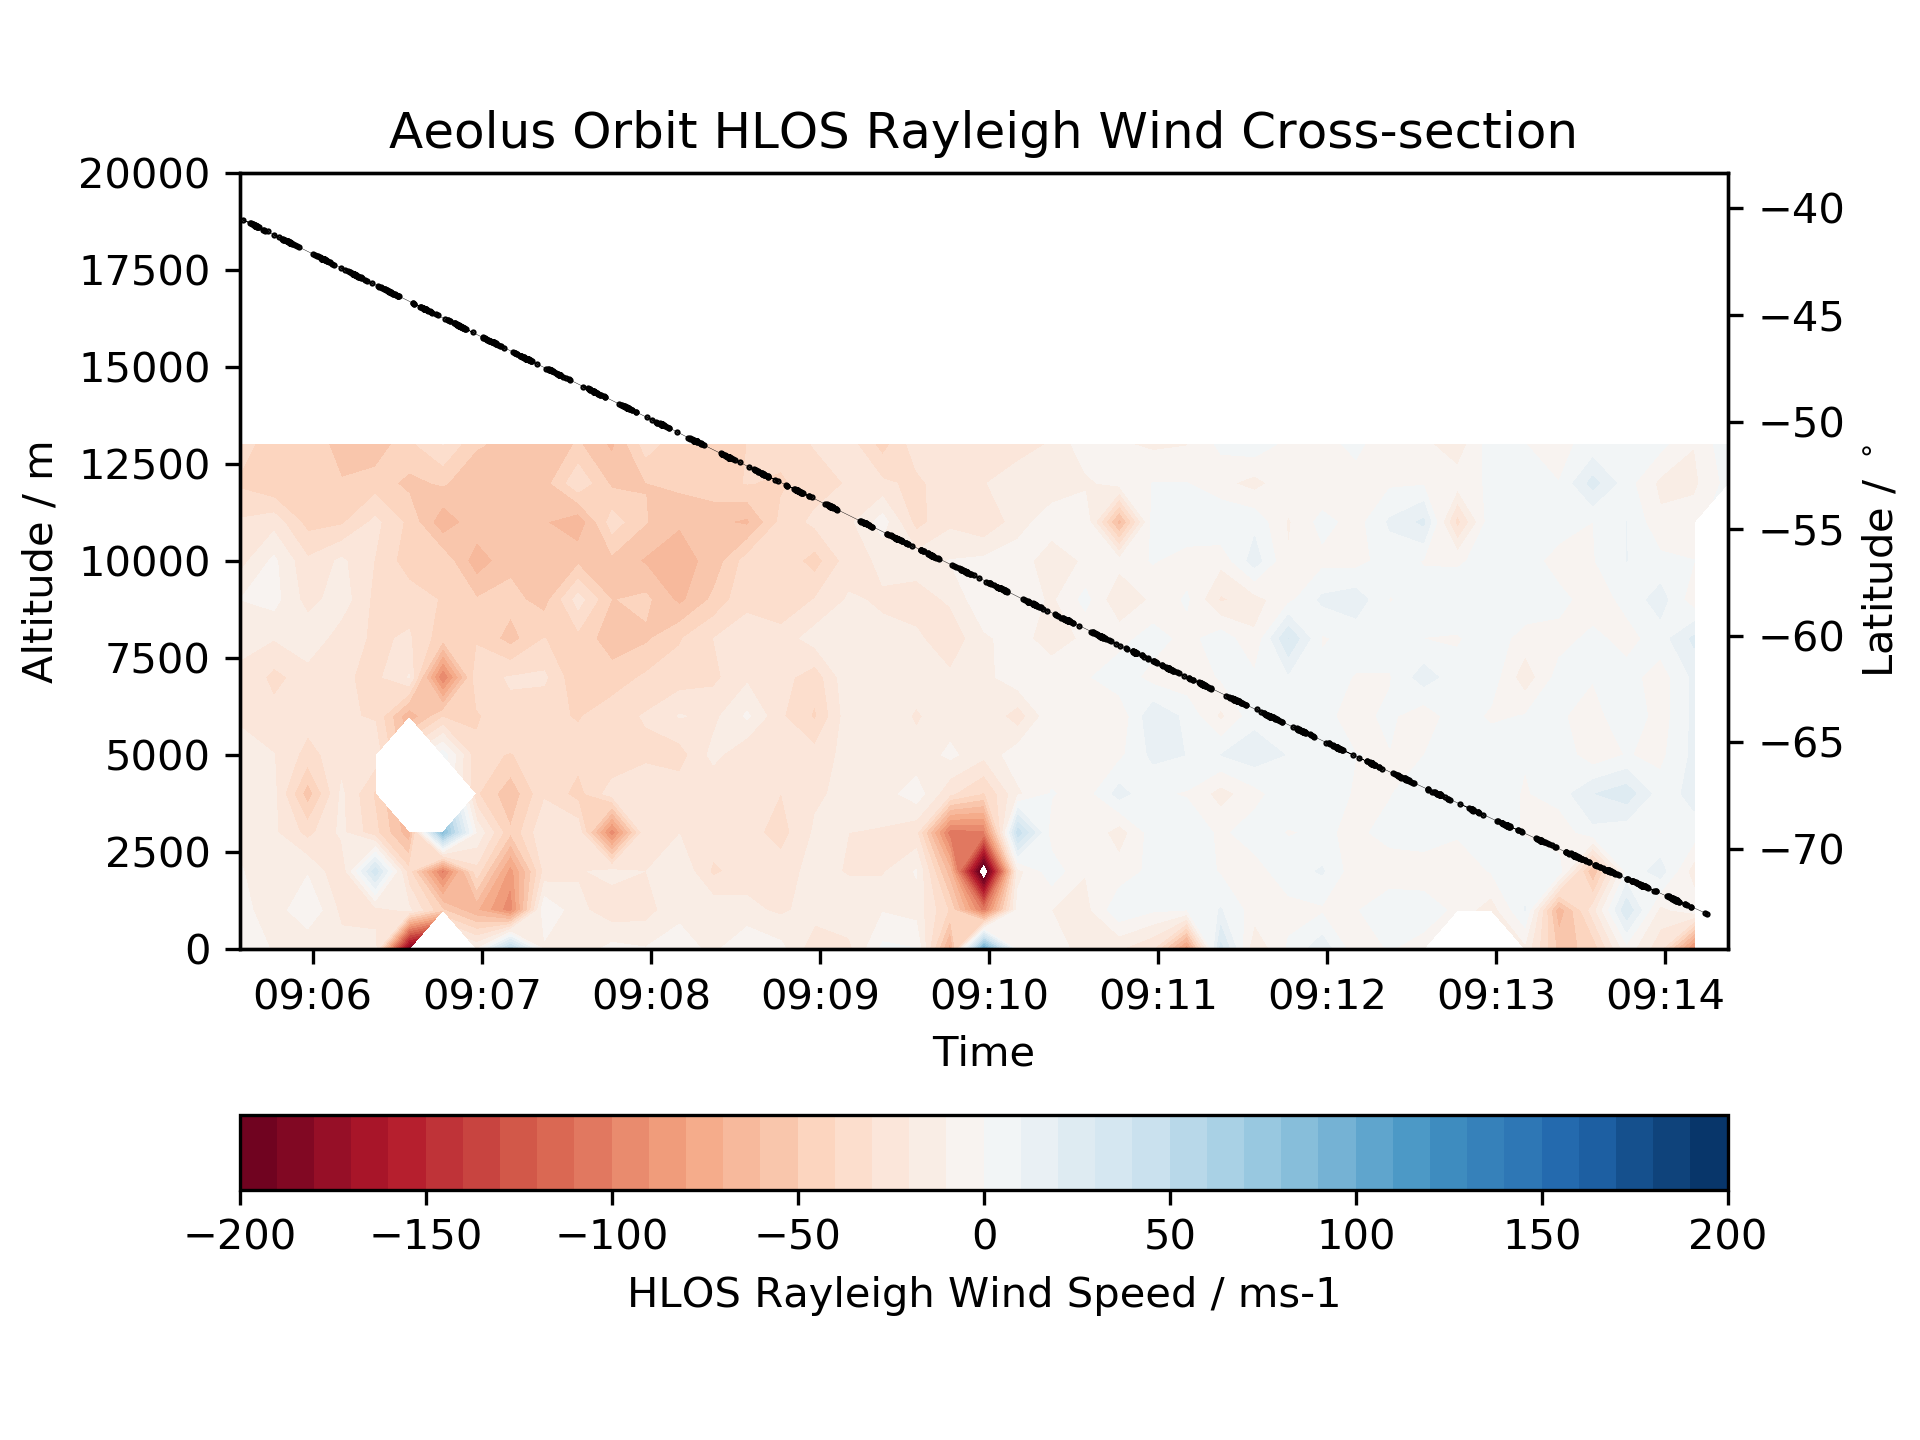 Aeolus Orbit HLOS Rayleigh Wind Cross-section
20000
17500
15000
12500
10000
7500
5000
2500
0
Altitude / m
−40
−45
−50
−55
−60
−65
−70
Latitude / °
09:06 09:07 09:08 09:09 09:10 09:11 09:12 09:13 09:14
Time
−200 −150 −100 −50 0 50 100 150 200
HLOS Rayleigh Wind Speed / ms-1